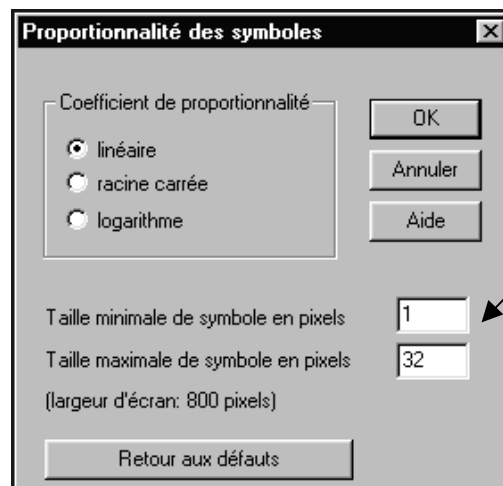 Proportionnalité des symboles
Coefficient de proportionnalité
linéaire
racine carrée
logarithme
OK
Annuler
Aide
Taille minimale de symbole en pixels
1
Taille maximale de symbole en pixels
32
(largeur d'écran: 800 pixels)
Retour aux défauts